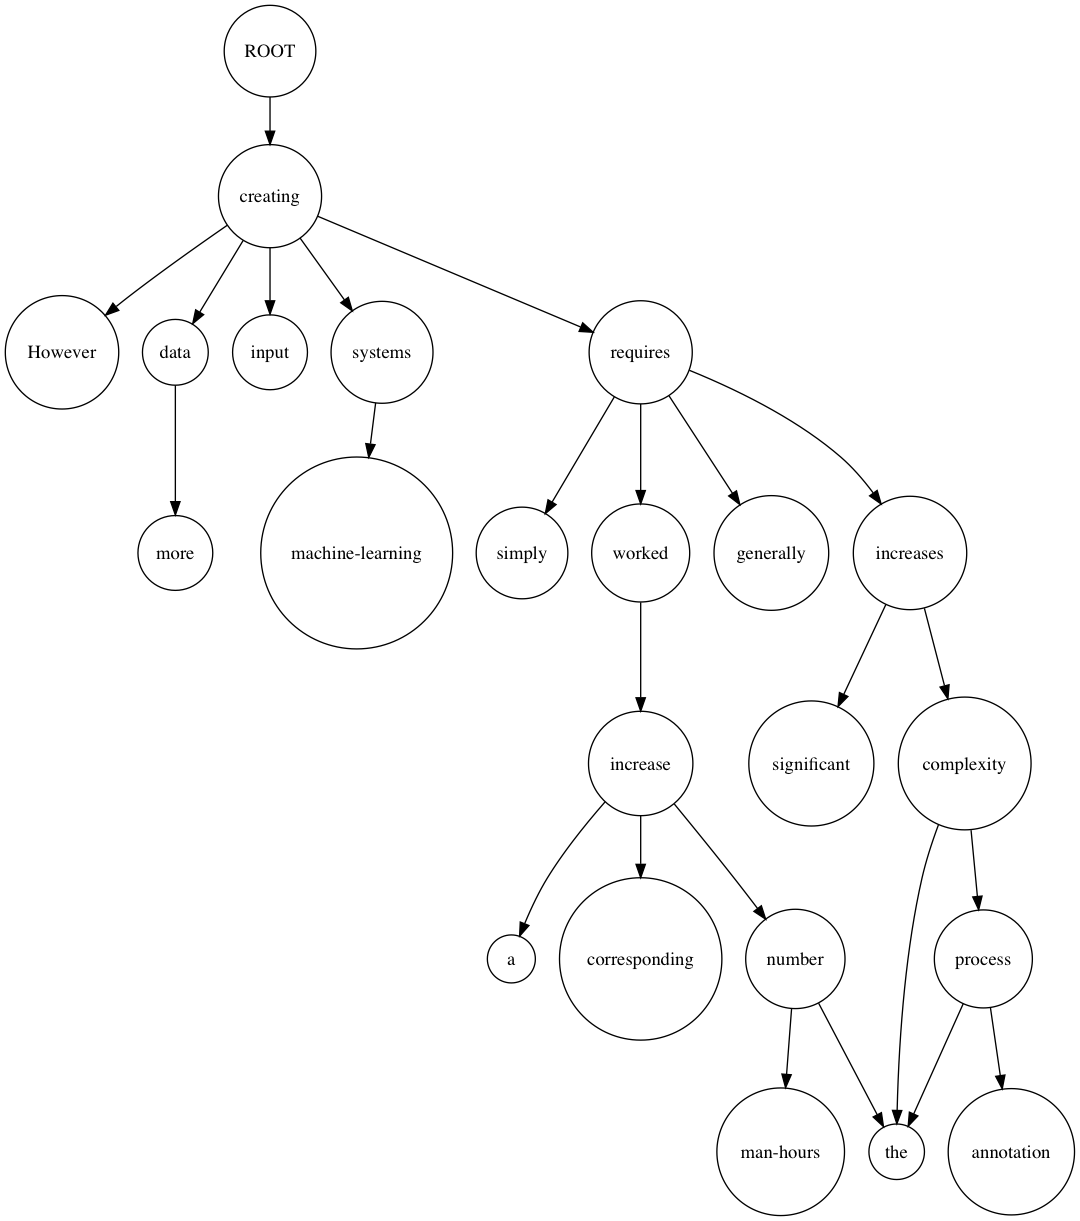 ROOT
creating
However
data
input
systems
requires
more
machine-learning
simply
worked
generally
increases
increase
significant
complexity
a
corresponding
number
process
man-hours
the
annotation